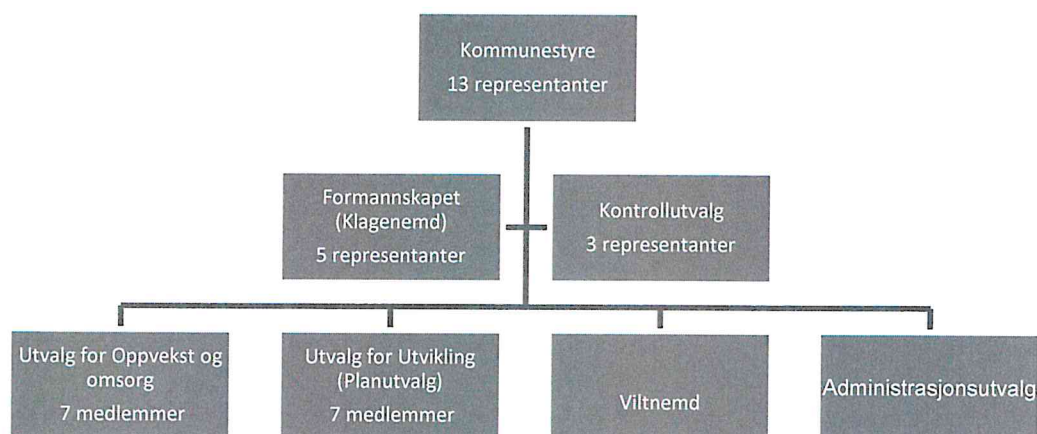 Kommunestyre
13 representanter
Formannskapet
(Klagenemd)
5 representanter
Kontrollutvalg
3 representanter
Utvalg for Oppvekst og
omsorg
7 medlemmer
Utvalg for Utvikling
(Planutvalg)
7 medlemmer
Viltnemd
Administrasjonsutvalg